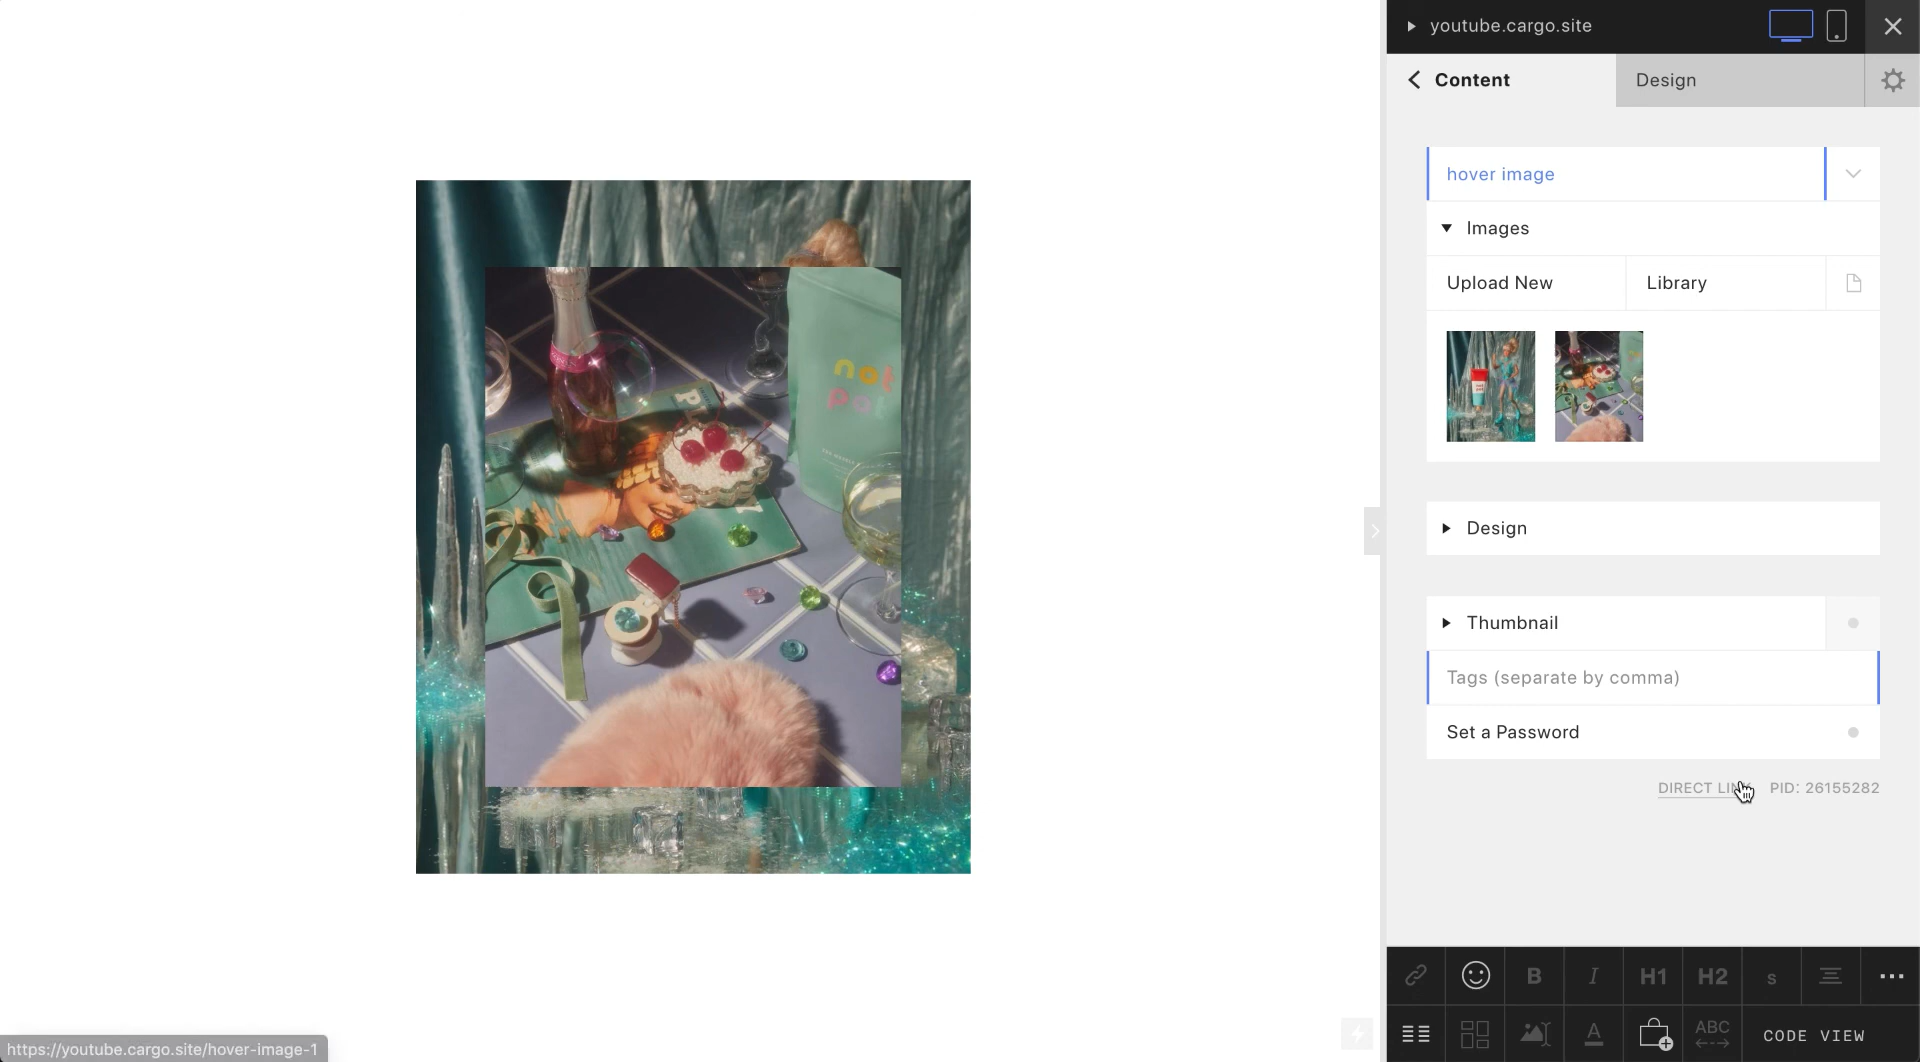 youtube.cargo.site
Content
Design
hover image
Images
Upload New
Library
not
Design
Thumbnail
Tags (separate by comma)
Set a Password
DIRECT LINK
PID: 26155282
B
I
H1
H2
s
A
ABC
CODE VIEW
https://youtube.cargo.site/hover-image-1